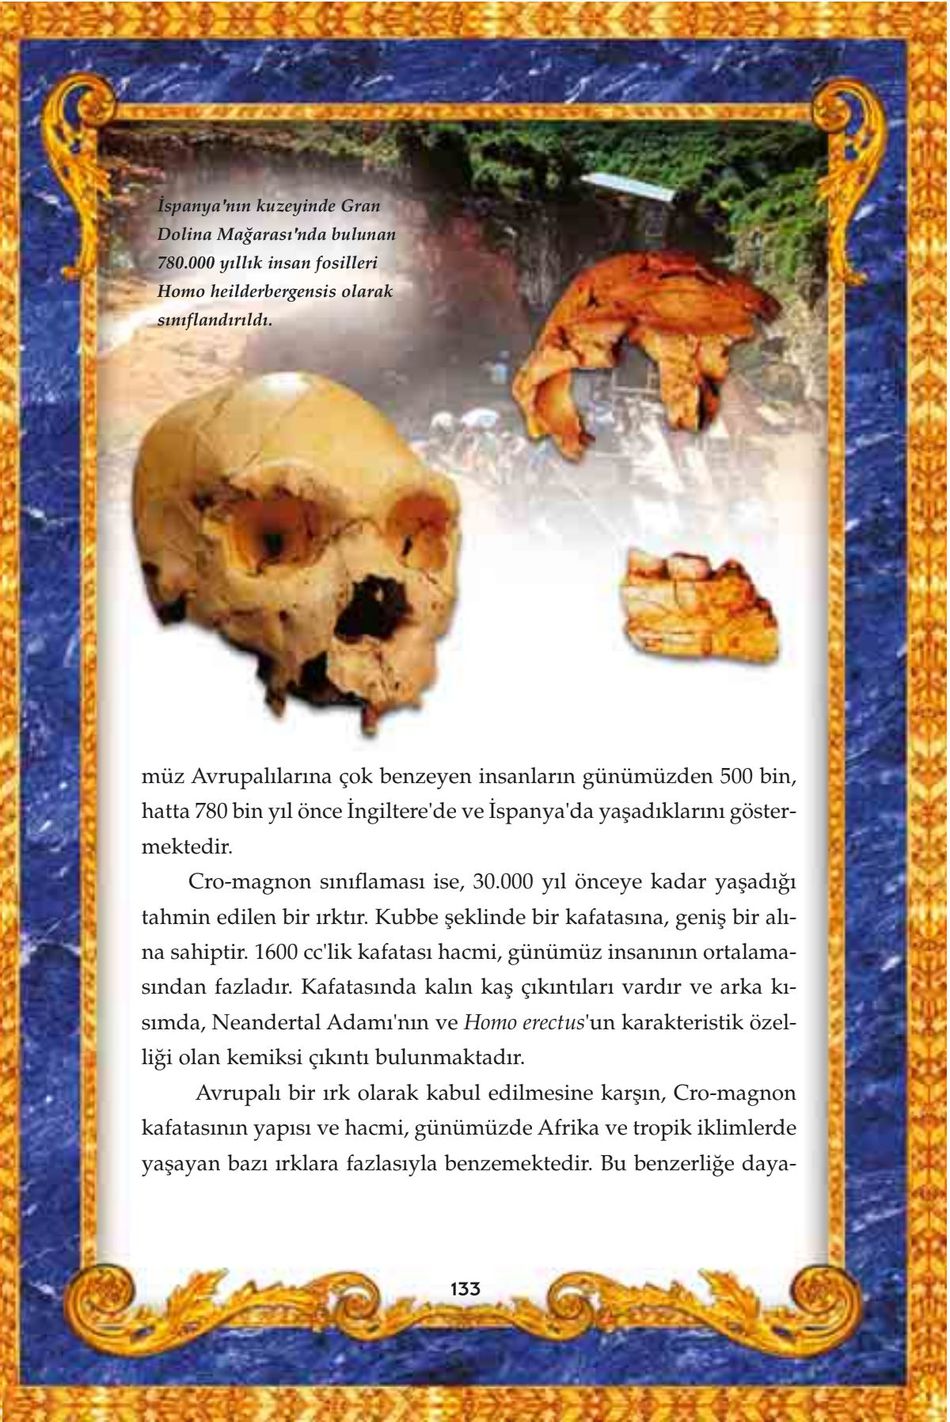 İspanya'nın kuzeyinde Gran
Dolina Mağarası'nda bulunan
780.000 yıllık insan fosilleri
Homo heilderbergensis olarak
sınıflandırıldı.
müz Avrupalılarına çok benzeyen insanların günümüzden 500 bin,
hatta 780 bin yıl önce İngiltere'de ve İspanya'da yaşadıklarını göster-
mektedir.
Cro-magnon sınıflaması ise, 30.000 yıl önceye kadar yaşadığı
tahmin edilen bir ırktır. Kubbe şeklinde bir kafatasına, geniş bir alı-
na sahiptir. 1600 cc'lik kafatası hacmi, günümüz insanının ortalama-
sından fazladır. Kafatasında kalın kaş çıkıntıları vardır ve arka kı-
sımda, Neandertal Adamı'nın ve Homo erectus'un karakteristik özel-
liği olan kemiksi çıkıntı bulunmaktadır.
Avrupalı bir ırk olarak kabul edilmesine karşın, Cro-magnon
kafatasının yapısı ve hacmi, günümüzde Afrika ve tropik iklimlerde
yaşayan bazı ırklara fazlasıyla benzemektedir. Bu benzerliğe daya-
133